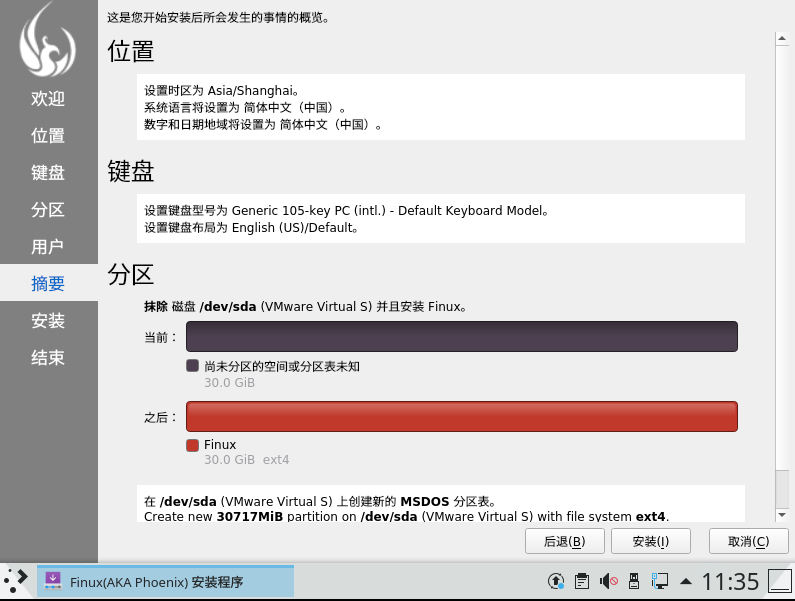 这是您开始安装后所会发生的事情的概览。
位置
设置时区为 Asia/Shanghai。
系统语言将设置为 简体中文（中国）。
数字和日期地域将设置为 简体中文（中国）。
键盘
设置键盘型号为 Generic 105-key PC (intl.) - Default Keyboard Model。
设置键盘布局为 English (US)/Default。
分区
抹除 磁盘 /dev/sda (VMware Virtual S) 并且安装 Finux。
当前：
尚未分区的空间或分区表未知
30.0 GiB
之后：
Finux
30.0 GiB ext4
在 /dev/sda (VMware Virtual S) 上创建新的 MSDOS 分区表。
Create new 30717MiB partition on /dev/sda (VMware Virtual S) with file system ext4.
欢迎
位置
键盘
分区
用户
摘要
安装
结束
后退(B)
安装(I)
取消(C)
Finux(AKA Phoenix) 安装程序
11:35